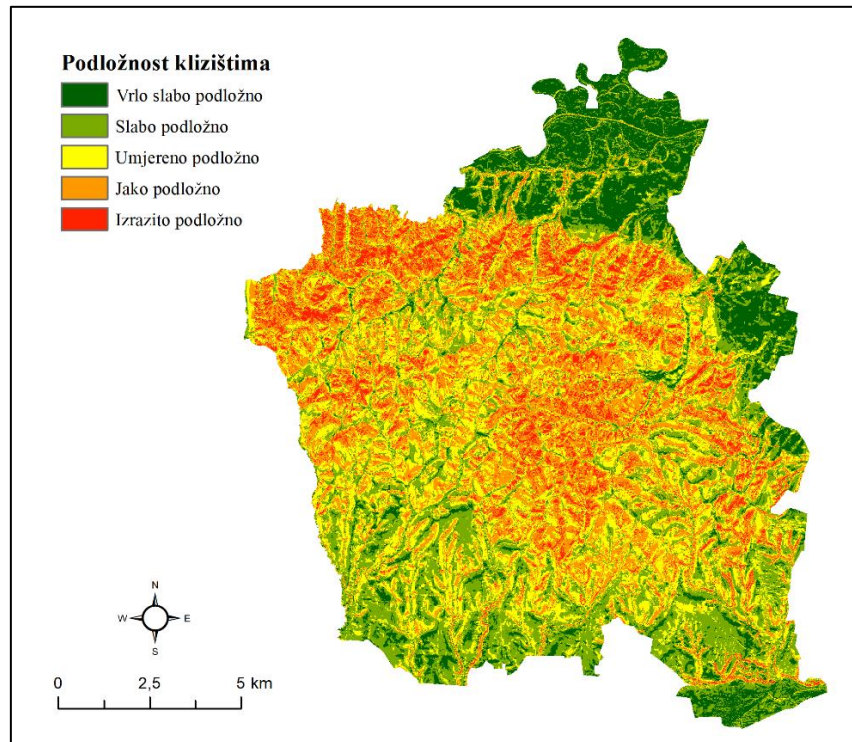 Podložnost klizištima
Vrlo slabo podložno
Slabo podložno
Umjereno podložno
Jako podložno
Izrazito podložno
N
W E
S
0 2,5 5 km